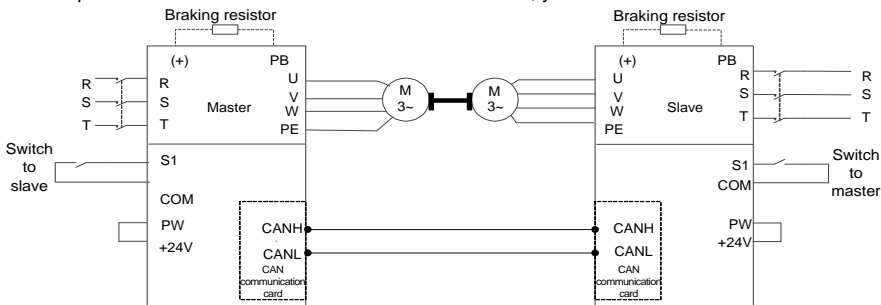 Braking resistor
Braking resistor
(+)
PB
(+)
PB
R
S
T
R
S
T
Master
U
V
W
PE
M
3~
M
3~
U
V
W
PE
Slave
R
S
T
R
S
T
Switch
to
slave
S1
COM
PW
+24V
CANH
CANL
CAN
communication
card
CANH
CANL
CAN
communication
card
S1
COM
PW
+24V
Switch
to
master